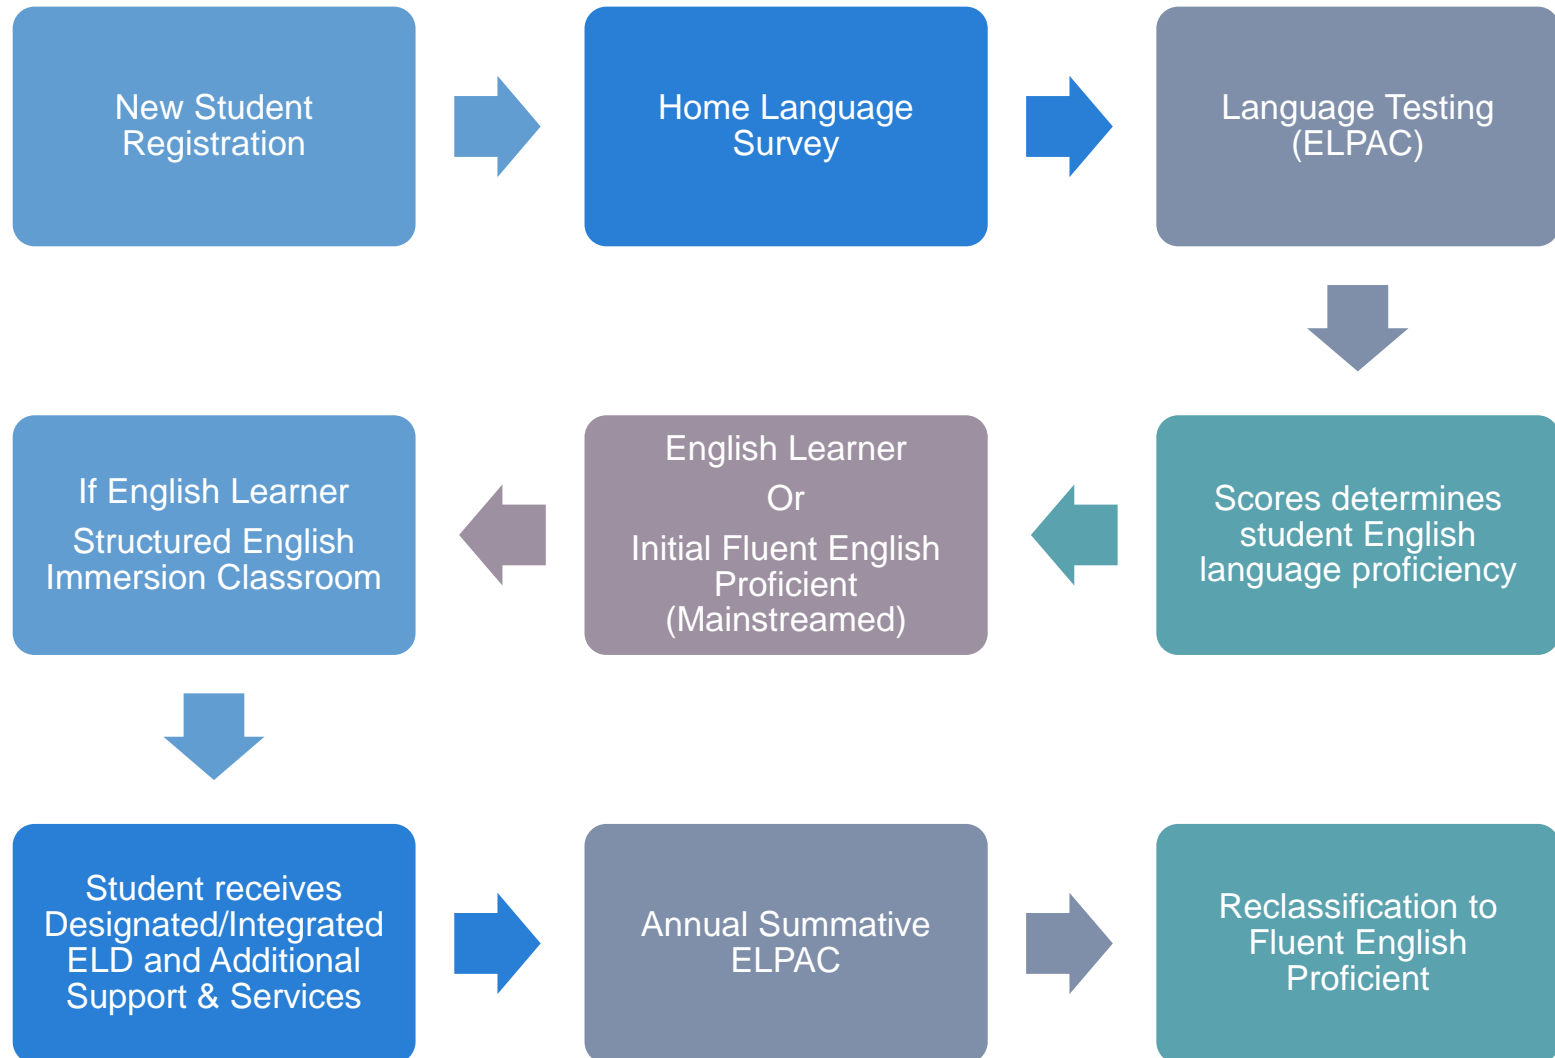 New Student
Registration
Home Language
Survey
Language Testing
(ELPAC)
Scores determines
student English
language proficiency
English Learner
Or
Initial Fluent English
Proficient
(Mainstreamed)
If English Learner
Structured English
Immersion Classroom
Student receives
Designated/Integrated
ELD and Additional
Support & Services
Annual Summative
ELPAC
Reclassification to
Fluent English
Proficient